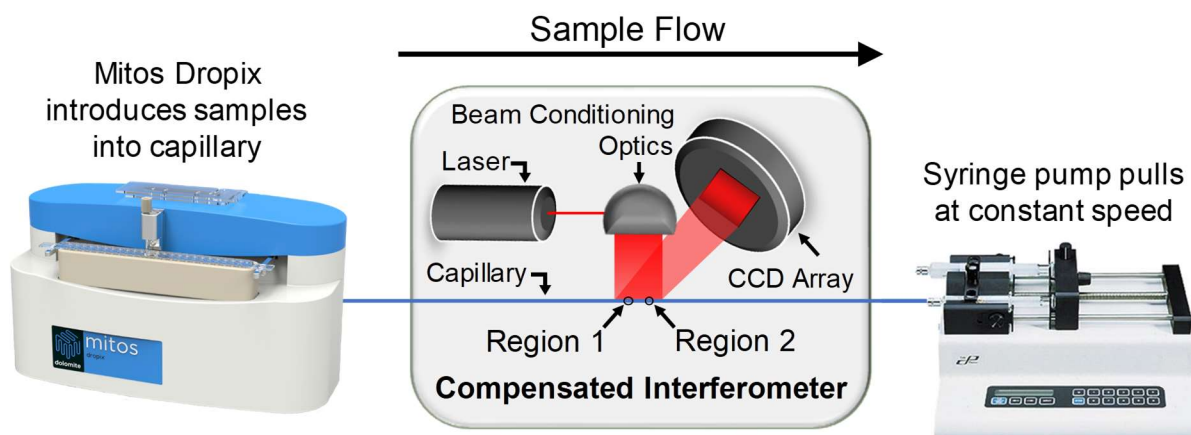 Sample Flow
Mitos Dropix
introduces samples
into capillary
Beam Conditioning
Optics
Laser
Capillary
CCD Array
Region 1
Region 2
Compensated Interferometer
Syringe pump pulls
at constant speed
mitos
dropix
dolomite